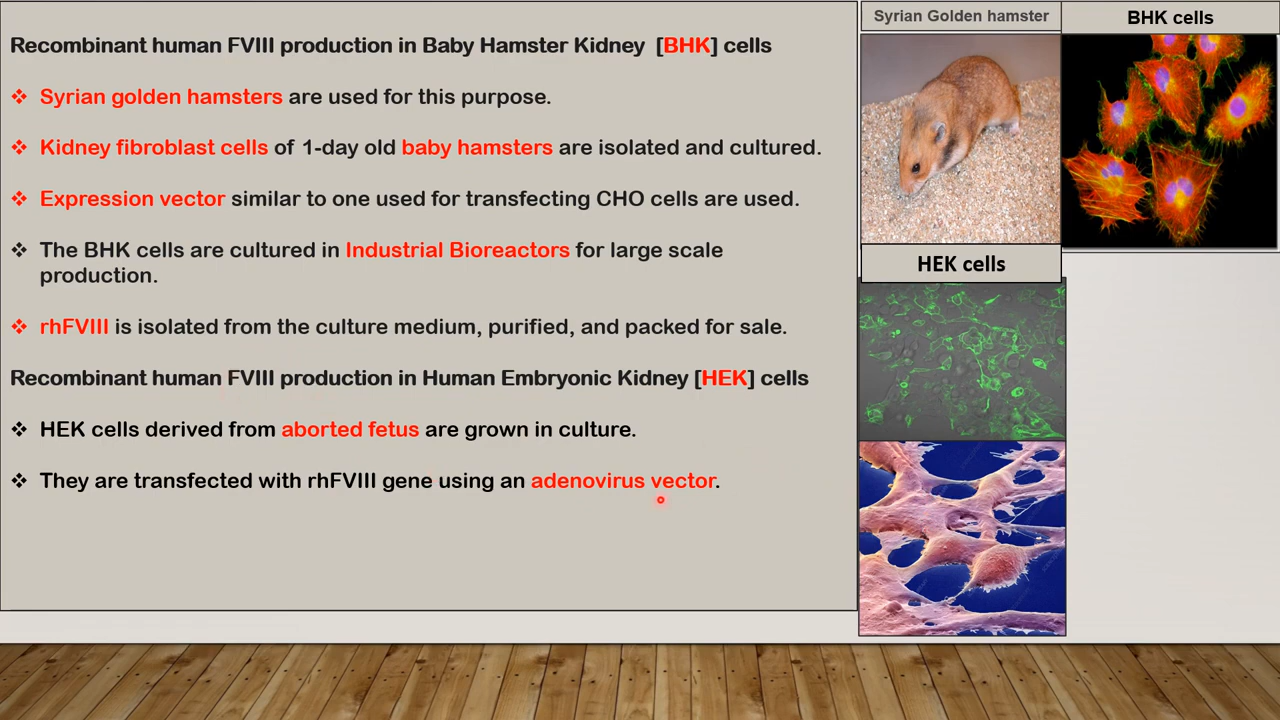 Recombinant human FVIII production in Baby Hamster Kidney [BHK] cells
❖ Syrian golden hamsters are used for this purpose.
❖ Kidney fibroblast cells of 1-day old baby hamsters are isolated and cultured.
❖ Expression vector similar to one used for transfecting CHO cells are used.
❖ The BHK cells are cultured in Industrial Bioreactors for large scale
production.
❖ rhFVIII is isolated from the culture medium, purified, and packed for sale.
Recombinant human FVIII production in Human Embryonic Kidney [HEK] cells
❖ HEK cells derived from aborted fetus are grown in culture.
❖ They are transfected with rhFVIII gene using an adenovirus vector.
Syrian Golden hamster
BHK cells
HEK cells